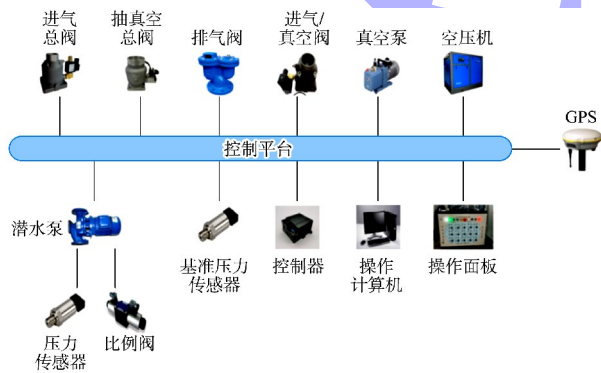 进气
总阀
抽真空
总阀
排气阀
进气/
真空阀
真空泵
空压机
GPS
控制平台
潜水泵
基准压力
传感器
控制器
操作
计算机
操作面板
压力
传感器
比例阀